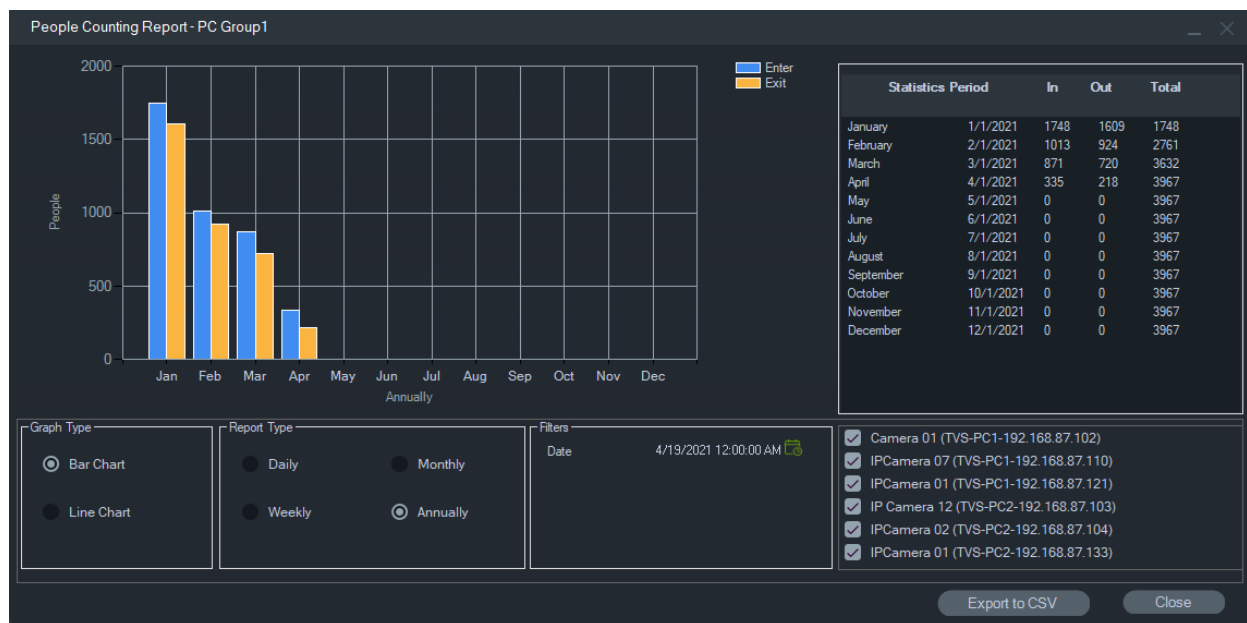 People Counting Report - PC Group1
2000
1500
1000
500
0
People
Jan Feb Mar Apr May Jun Jul Aug Sep Oct Nov Dec
Annually
Enter
Exit
Statistics Period In Out Total
January 1/1/2021 1748 1609 1748
February 2/1/2021 1013 924 2761
March 3/1/2021 871 720 3632
April 4/1/2021 335 218 3967
May 5/1/2021 0 0 3967
June 6/1/2021 0 0 3967
July 7/1/2021 0 0 3967
August 8/1/2021 0 0 3967
September 9/1/2021 0 0 3967
October 10/1/2021 0 0 3967
November 11/1/2021 0 0 3967
December 12/1/2021 0 0 3967
Graph Type
Bar Chart
Line Chart
Report Type
Daily Monthly
Weekly Annually
Filters
Date 4/19/2021 12:00:00 AM
Camera 01 (TVS-PC1-192.168.87.102)
IPCamera 07 (TVS-PC1-192.168.87.110)
IPCamera 01 (TVS-PC1-192.168.87.121)
IP Camera 12 (TVS-PC2-192.168.87.103)
IPCamera 02 (TVS-PC2-192.168.87.104)
IPCamera 01 (TVS-PC2-192.168.87.133)
Export to CSV Close